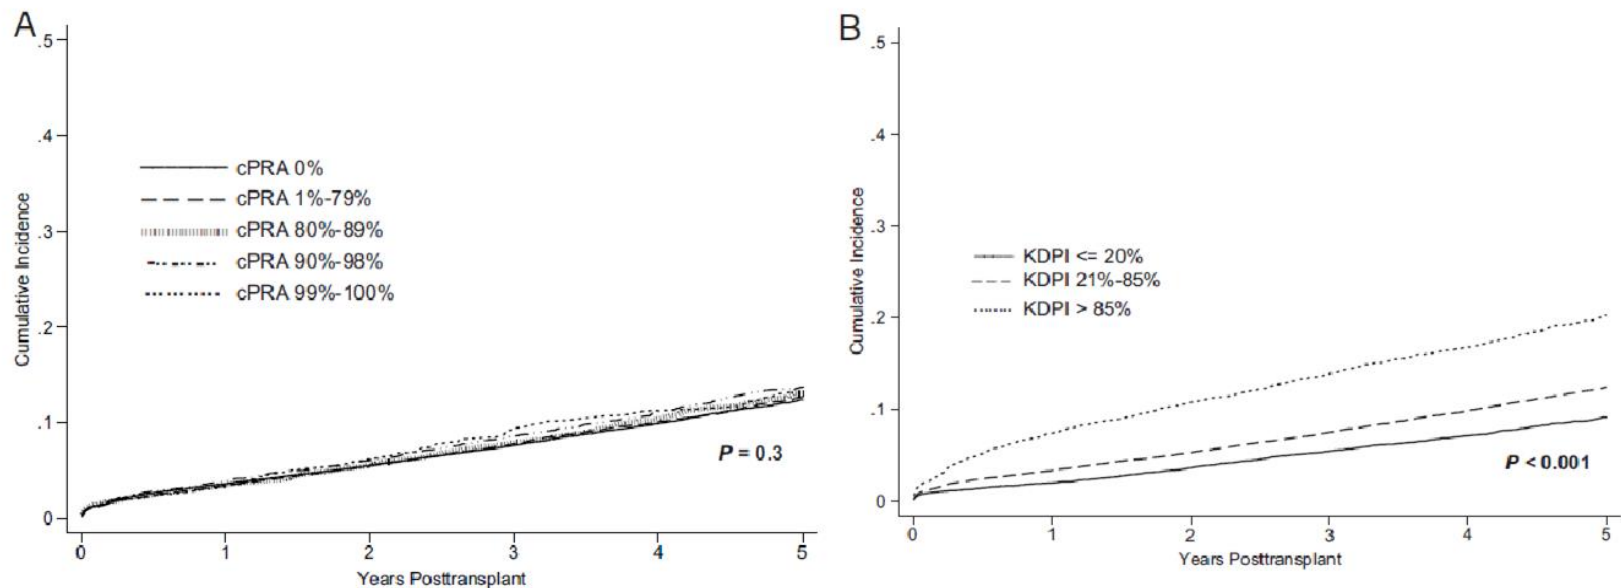 A
.5
.4
.3
.2
.1
0
Cumulative Incidence
cPRA 0%
cPRA 1%-79%
cPRA 80%-89%
cPRA 90%-98%
cPRA 99%-100%
P = 0.3
0 1 2 3 4 5
Years Posttransplant
B
.5
.4
.3
.2
.1
0
Cumulative Incidence
KDPI <= 20%
KDPI 21%-85%
KDPI > 85%
P < 0.001
0 1 2 3 4 5
Years Posttransplant